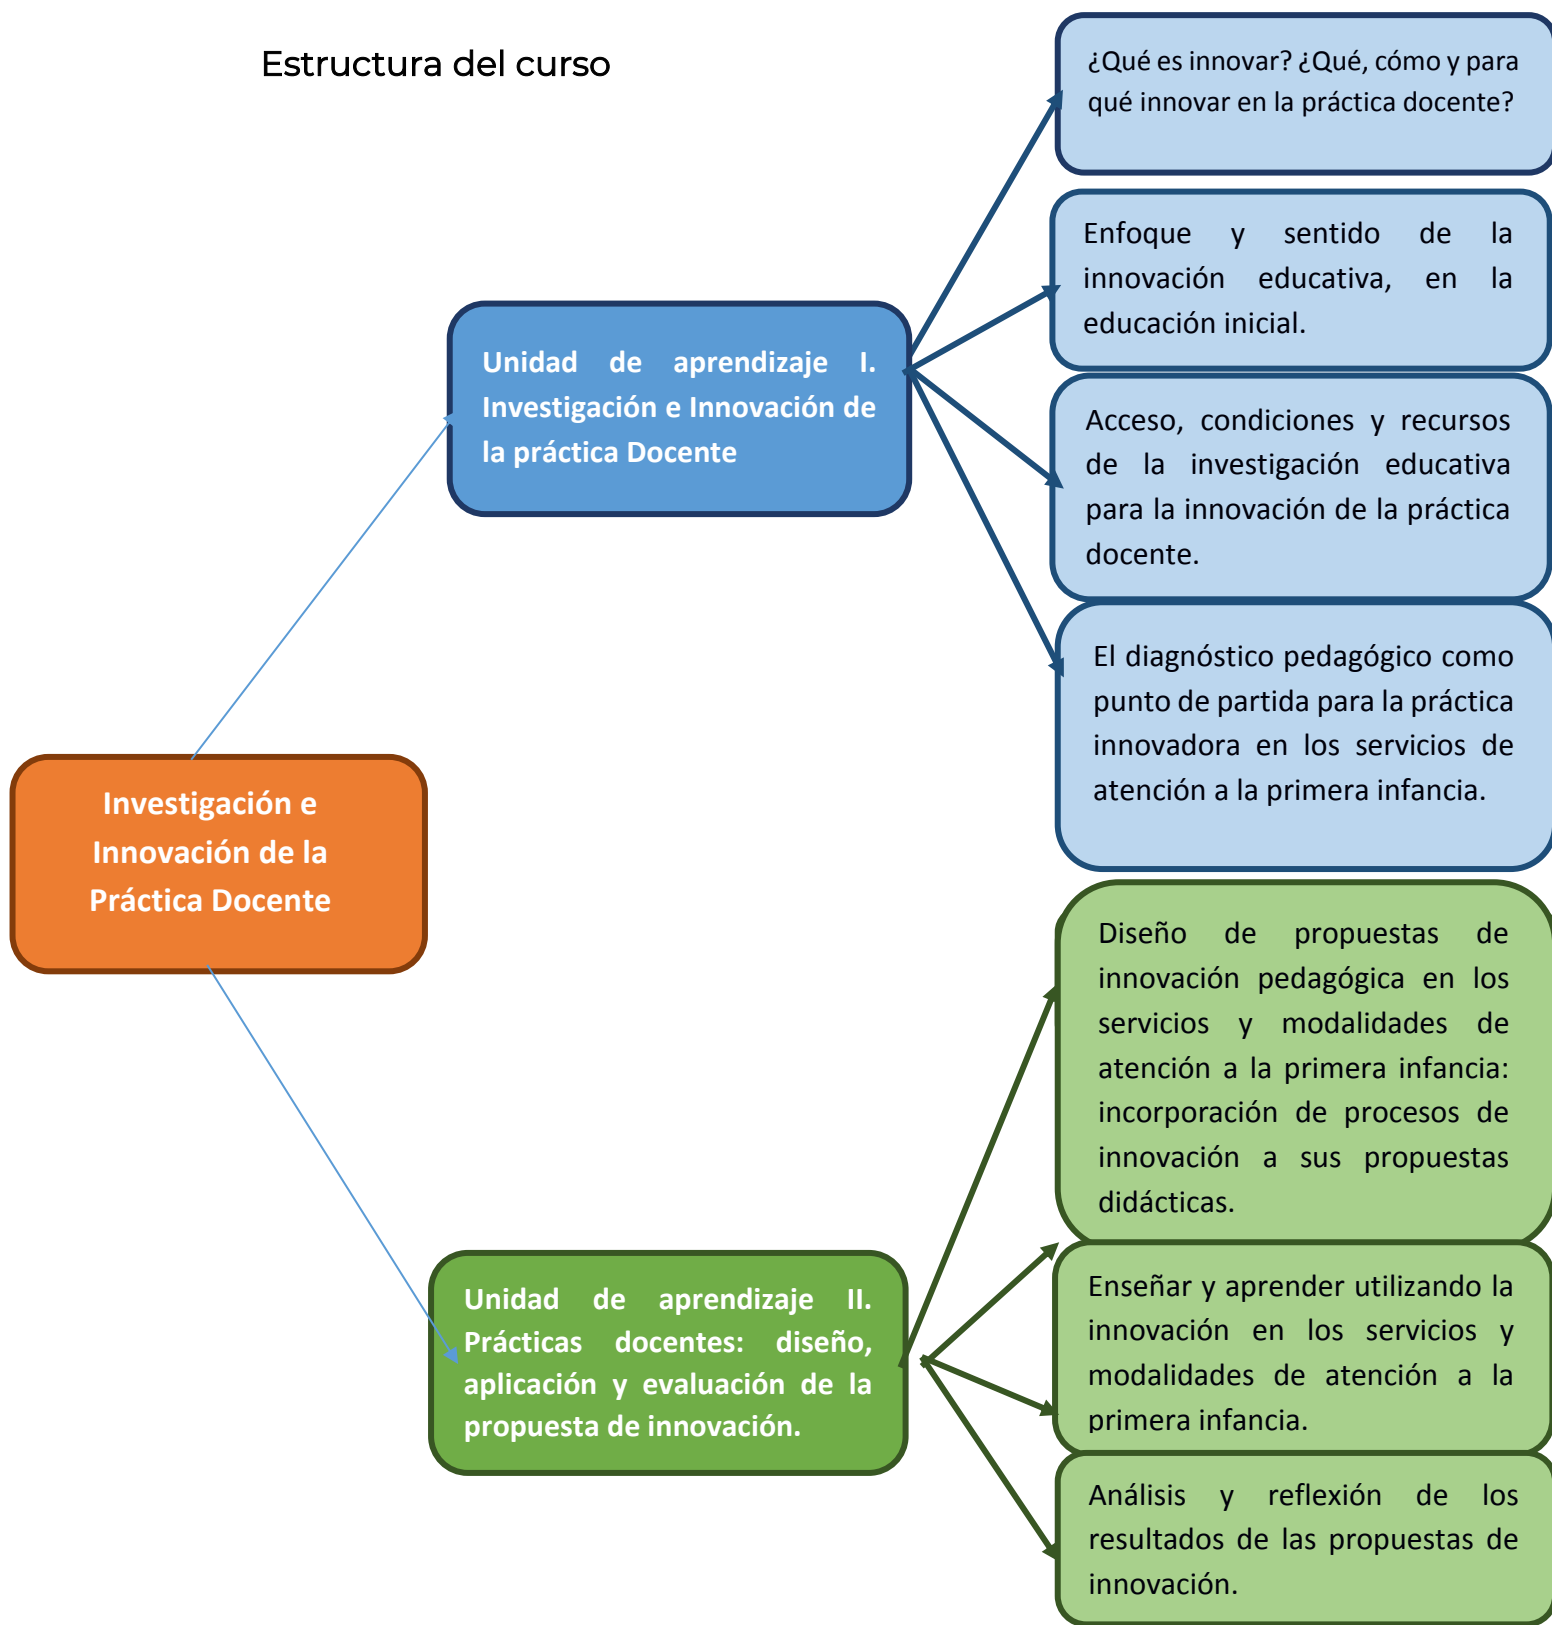 Estructura del curso
¿Qué es innovar? ¿Qué, cómo y para
qué innovar en la práctica docente?
Enfoque y sentido de la
innovación educativa, en la
educación inicial.
Unidad de aprendizaje I.
Investigación e Innovación de
la práctica Docente
Acceso, condiciones y recursos
de la investigación educativa
para la innovación de la práctica
docente.
El diagnóstico pedagógico como
punto de partida para la práctica
innovadora en los servicios de
atención a la primera infancia.
Investigación e
Innovación de la
Práctica Docente
Diseño de propuestas de
innovación pedagógica en los
servicios y modalidades de
atención a la primera infancia:
incorporación de procesos de
innovación a sus propuestas
didácticas.
Unidad de aprendizaje II.
Prácticas docentes: diseño,
aplicación y evaluación de la
propuesta de innovación.
Enseñar y aprender utilizando la
innovación en los servicios y
modalidades de atención a la
primera infancia.
Análisis y reflexión de los
resultados de las propuestas de
innovación.